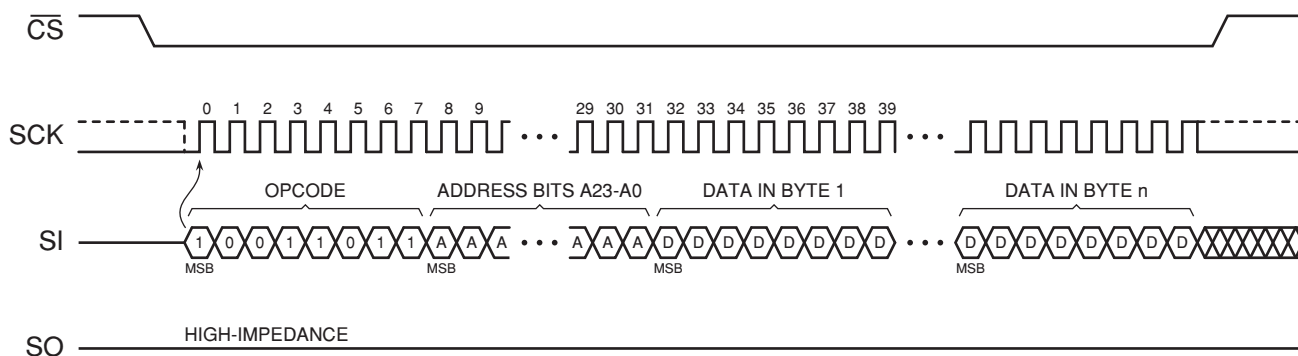 CS
0 1 2 3 4 5 6 7 8 9 29 30 31 32 33 34 35 36 37 38 39
SCK
OPCODE ADDRESS BITS A23-A0 DATA IN BYTE 1 DATA IN BYTE n
SI 1 0 0 1 1 0 1 1 A A A A A A D D D D D D D D D D D D D D D D
MSB MSB MSB MSB
HIGH-IMPEDANCE
SO